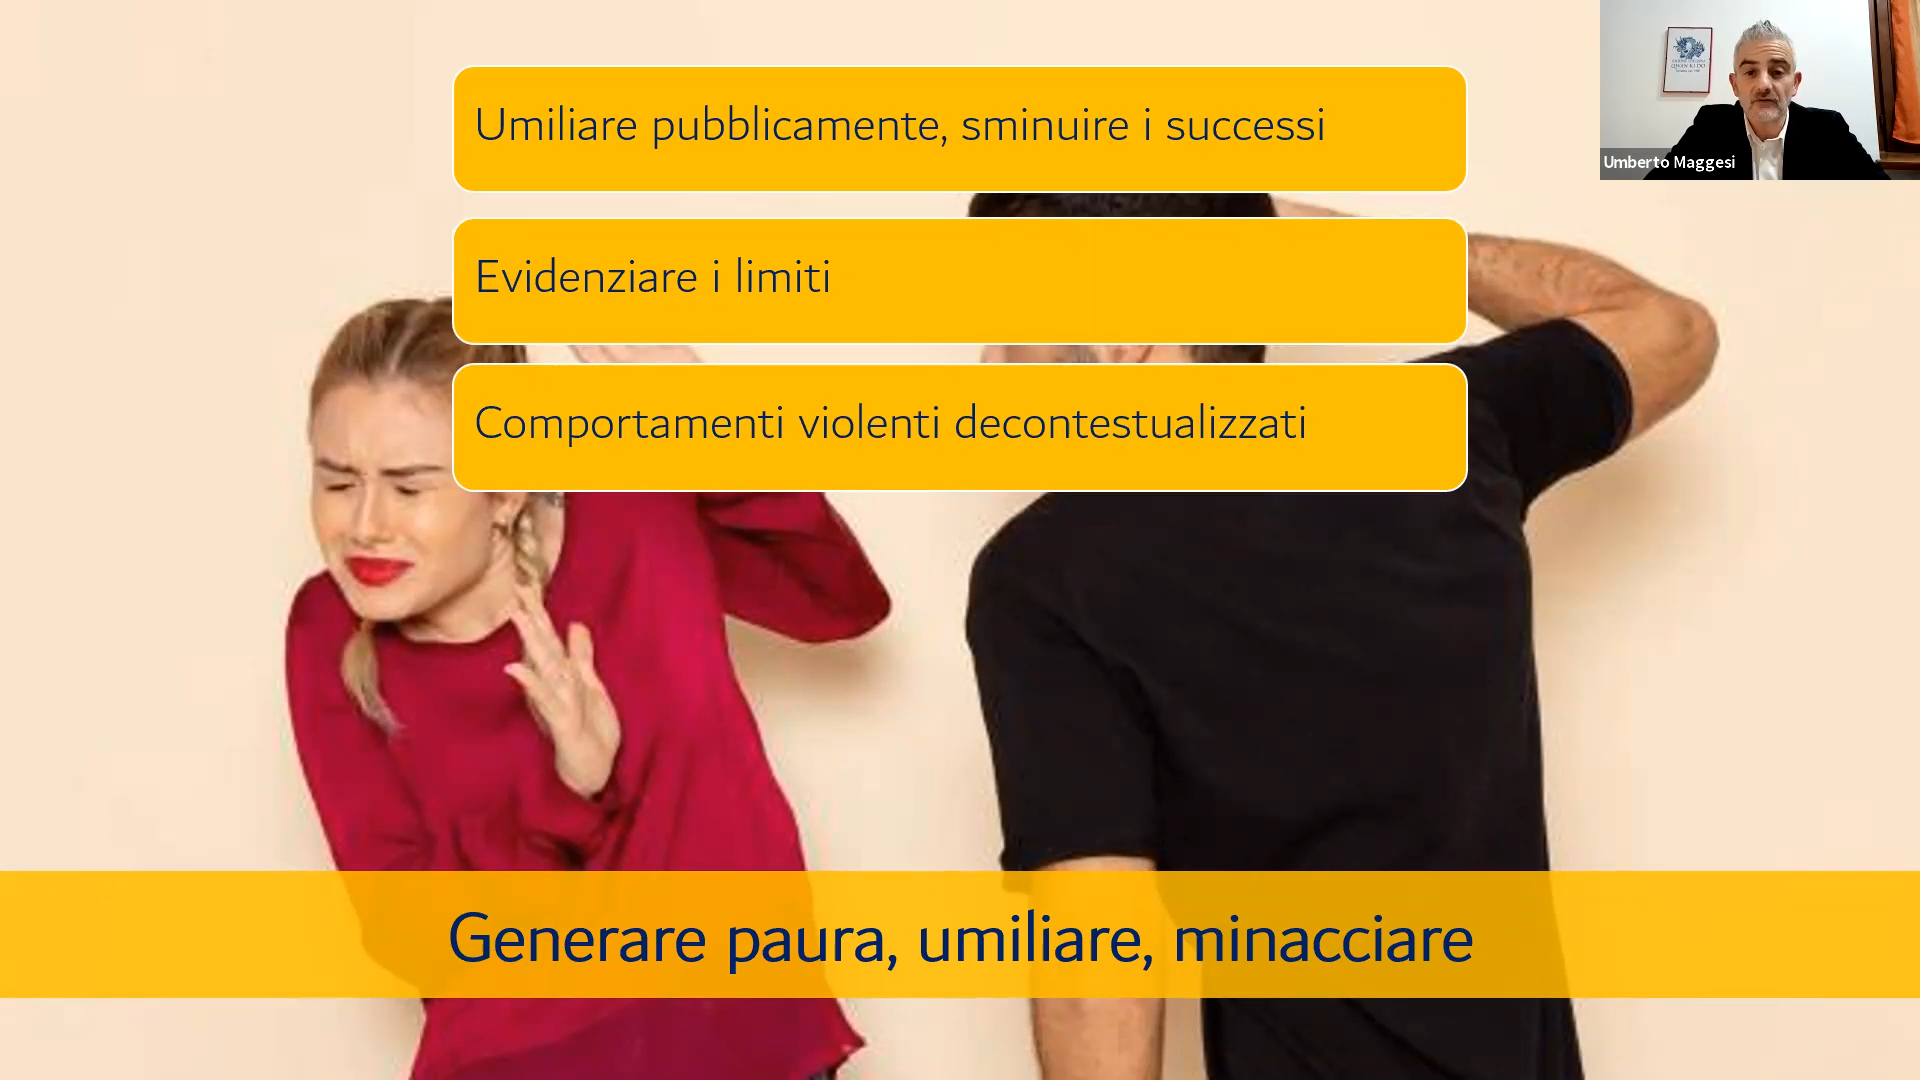 Umiliare pubblicamente, sminuire i successi
Evidenziare i limiti
Comportamenti violenti decontestualizzati
Generare paura, umiliare, minacciare
Umberto Maggesi